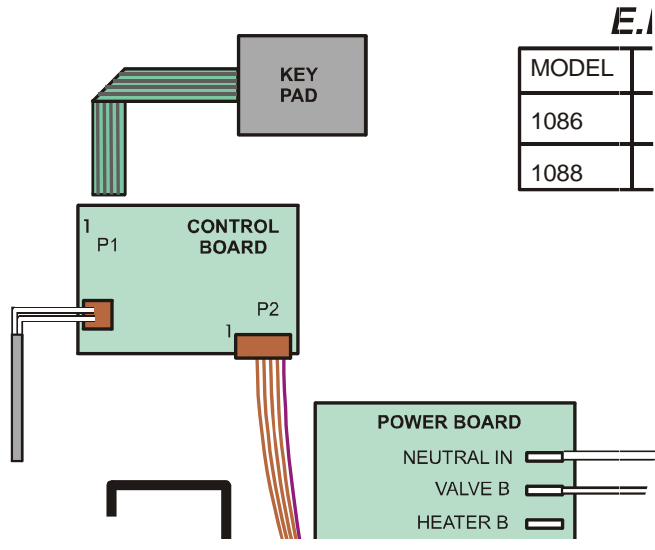 E.
MODEL
1086
1088
KEY
PAD
1
P1
CONTROL
BOARD
P2
1
POWER BOARD
NEUTRAL IN
VALVE B
HEATER B